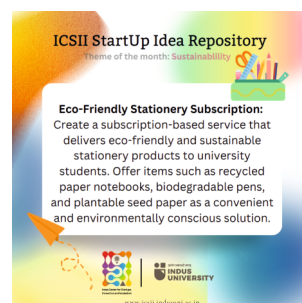 ICSII StartUp Idea Repository
Theme of the month: Sustainablility
Eco-Friendly Stationery Subscription:
Create a subscription-based service that
delivers eco-friendly and sustainable
stationery products to university
students. Offer items such as recycled
paper notebooks, biodegradable pens,
and plantable seed paper as a convenient
and environmentally conscious solution.
INDUS
UNIVERSITY